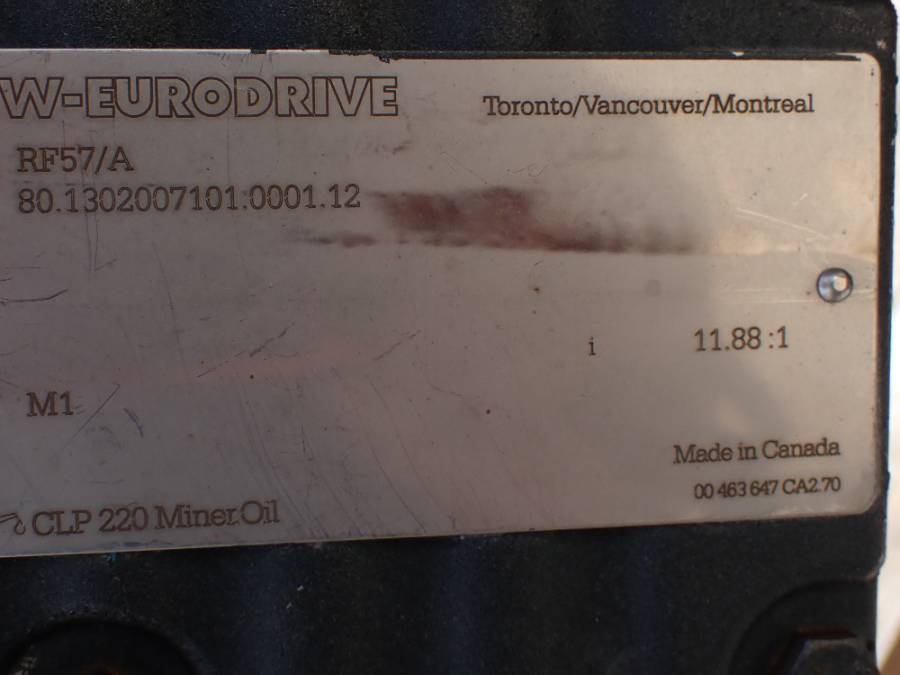 W-EURODRIVE Toronto/Vancouver/Montreal
RF57/A
80.1302007101.0001.12
i 11.88 :1
M1
Made in Canada
00 463 647 CA2.70
CLP 220 Miner.Oil